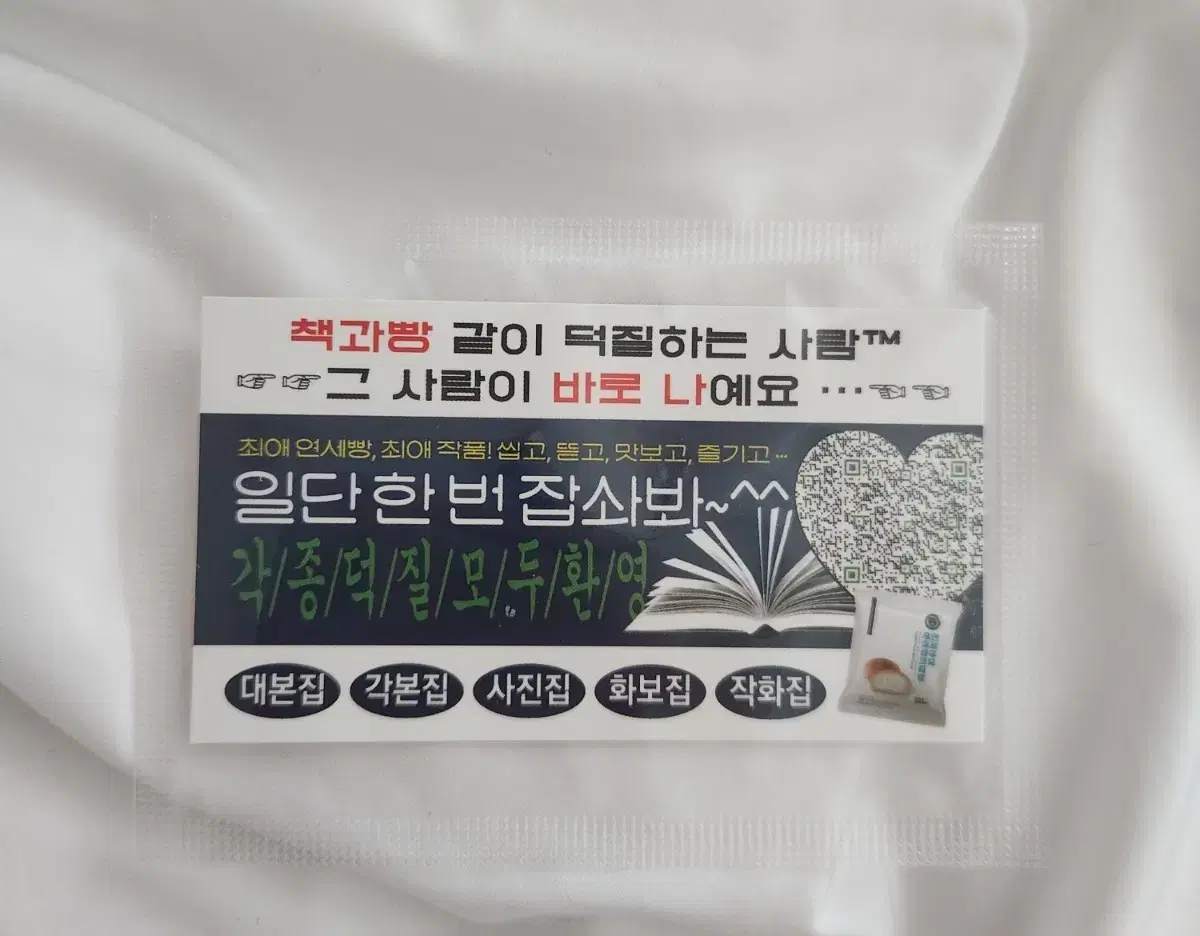 책과빵 같이 덕질하는 사람™
☞☞그 사람이 바로 나예요 …☜☜
최애 연세빵, 최애 작품! 씹고, 뜯고, 맛보고, 즐기고…
일단 한 번 잡솨봐~^^
각/종/덕/질/모/두/환/영
대본집 각본집 사진집 화보집 작화집